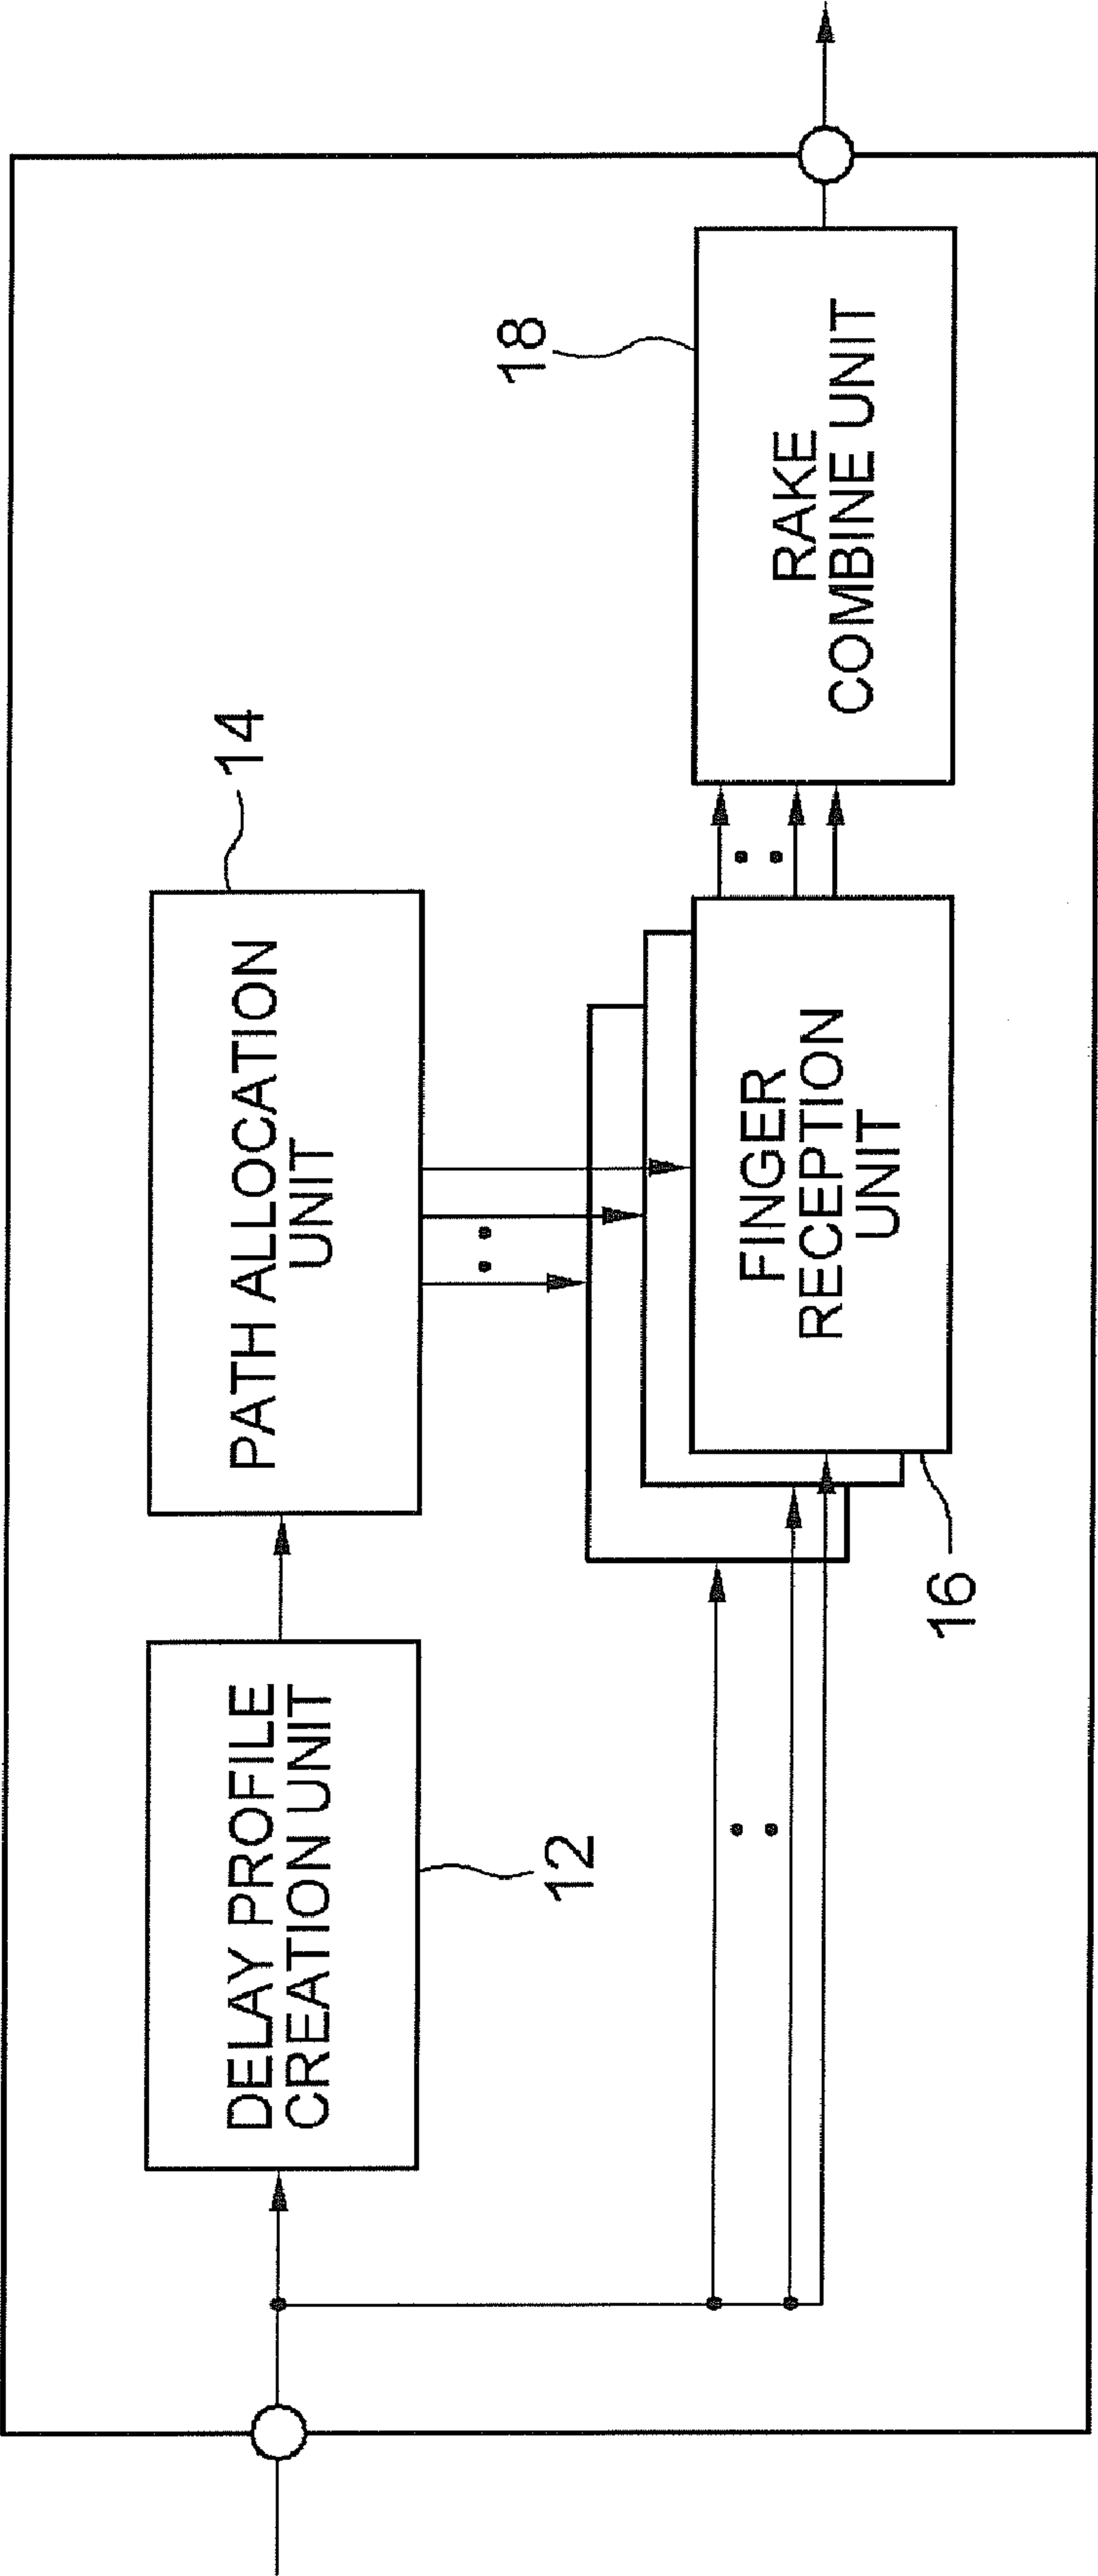 DELAY PROFILE
CREATION UNIT
12
PATH ALLOCATION
UNIT
14
FINGER
RECEPTION
UNIT
16
RAKE
COMBINE UNIT
18